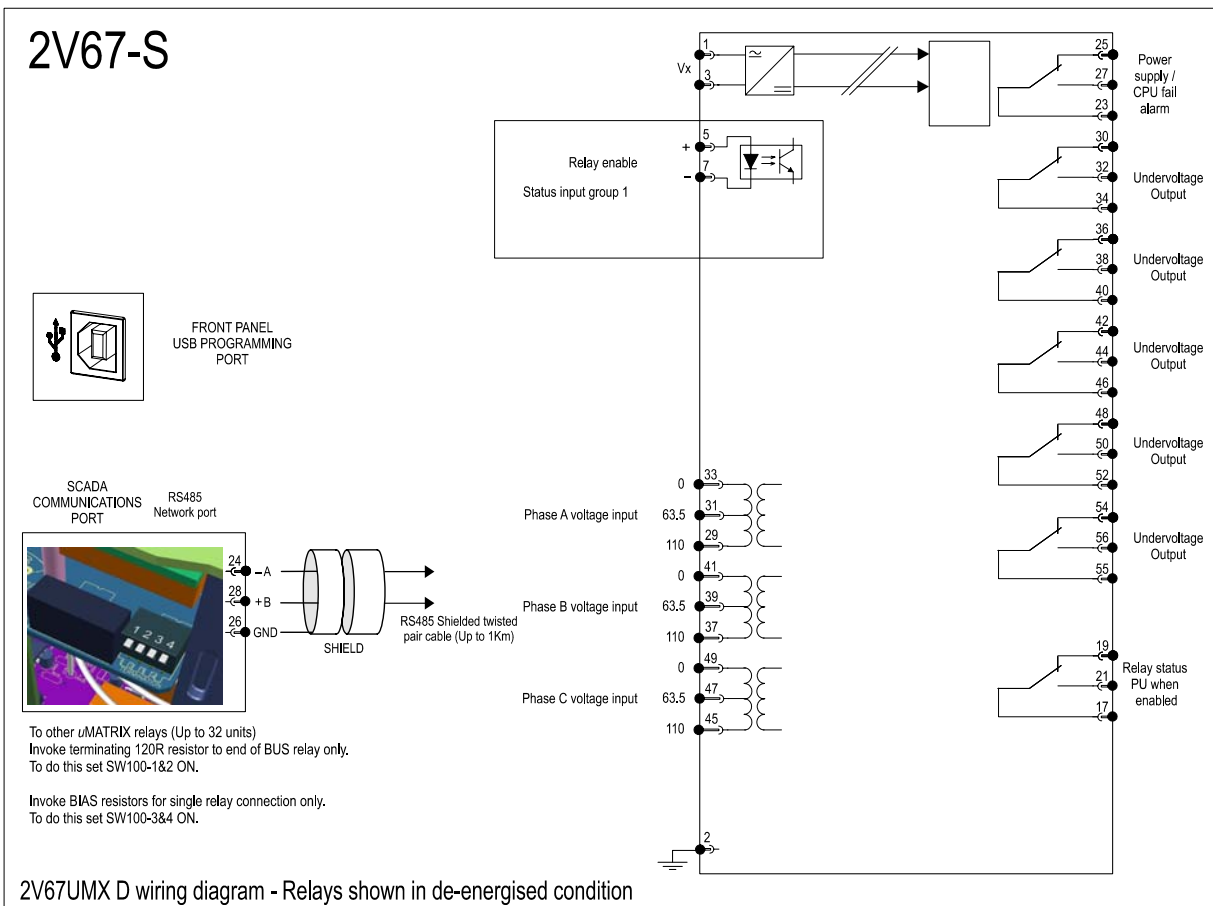 2V67-S
Vx
1
3
5
+
7
-
Relay enable
Status input group 1
25
27
23
Power
supply /
CPU fail
alarm
30
32
34
Undervoltage
Output
36
38
40
Undervoltage
Output
42
44
46
Undervoltage
Output
48
50
52
Undervoltage
Output
54
56
55
Undervoltage
Output
19
21
17
Relay status
PU when
enabled
FRONT PANEL
USB PROGRAMMING
PORT
SCADA
COMMUNICATIONS
PORT
RS485
Network port
1 2 3 4
24
-A
28
+B
26
GND
SHIELD
RS485 Shielded twisted
pair cable (Up to 1Km)
Phase A voltage input
0
33
63.5
31
110
29
Phase B voltage input
0
41
63.5
39
110
37
Phase C voltage input
0
49
63.5
47
110
45
2
To other uMATRIX relays (Up to 32 units)
Invoke terminating 120R resistor to end of BUS relay only.
To do this set SW100-1&2 ON.
Invoke BIAS resistors for single relay connection only.
To do this set SW100-3&4 ON.
2V67UMX D wiring diagram - Relays shown in de-energised condition